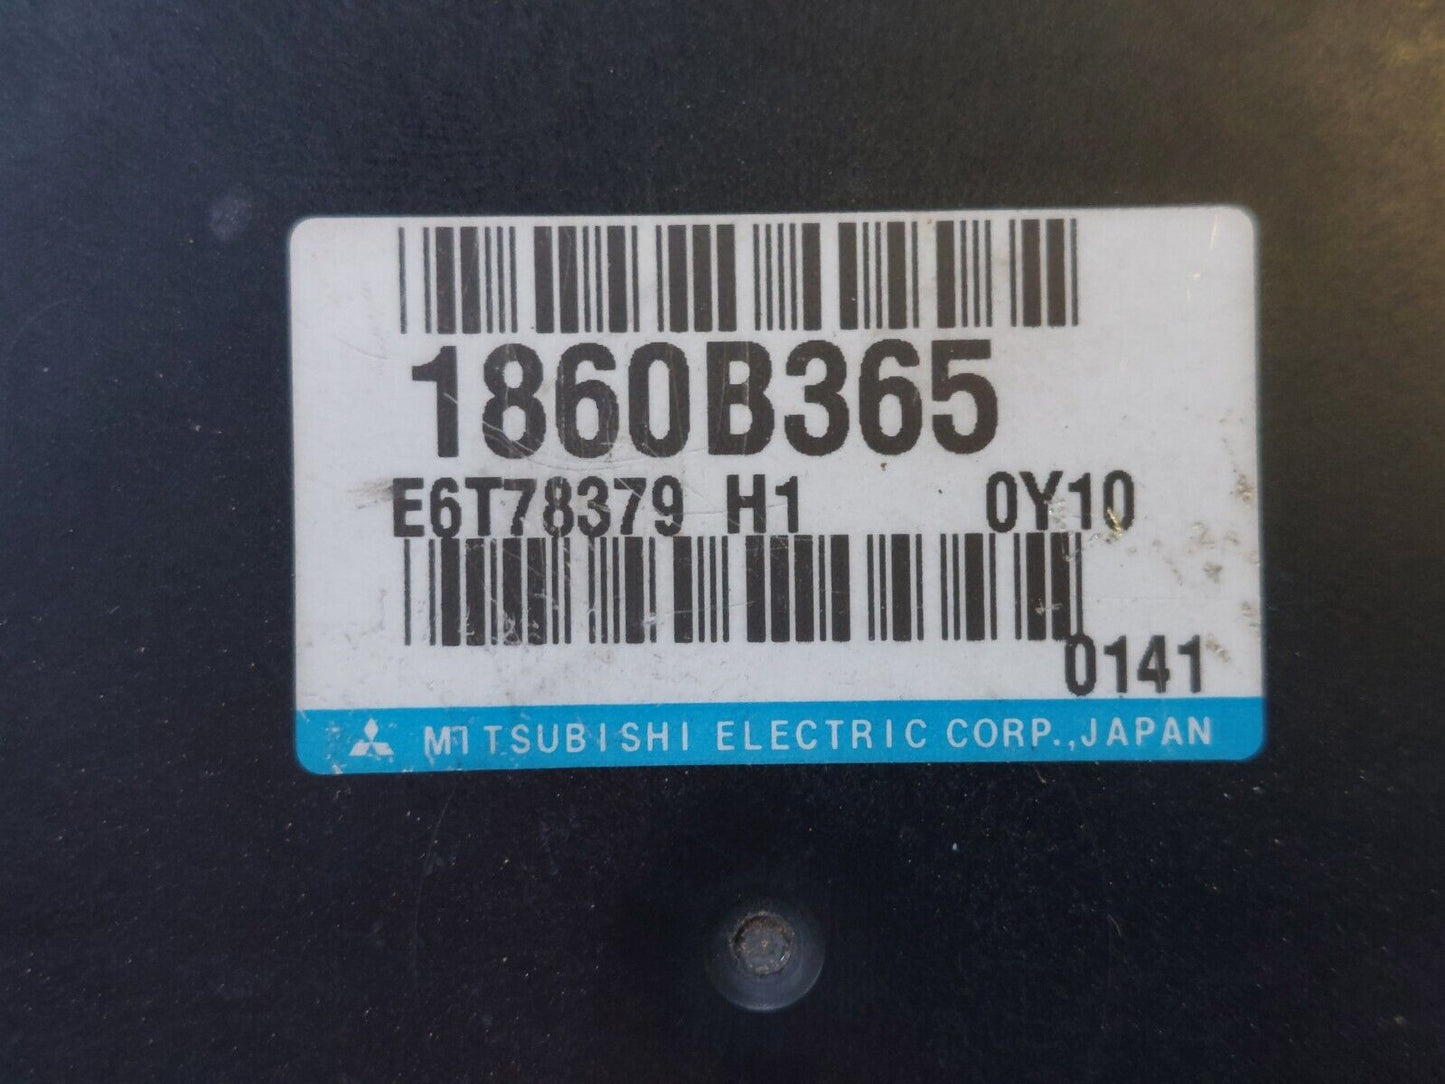 1860B365
E6T78379 H1 0Y10
0141
MITSUBISHI ELECTRIC CORP.,JAPAN